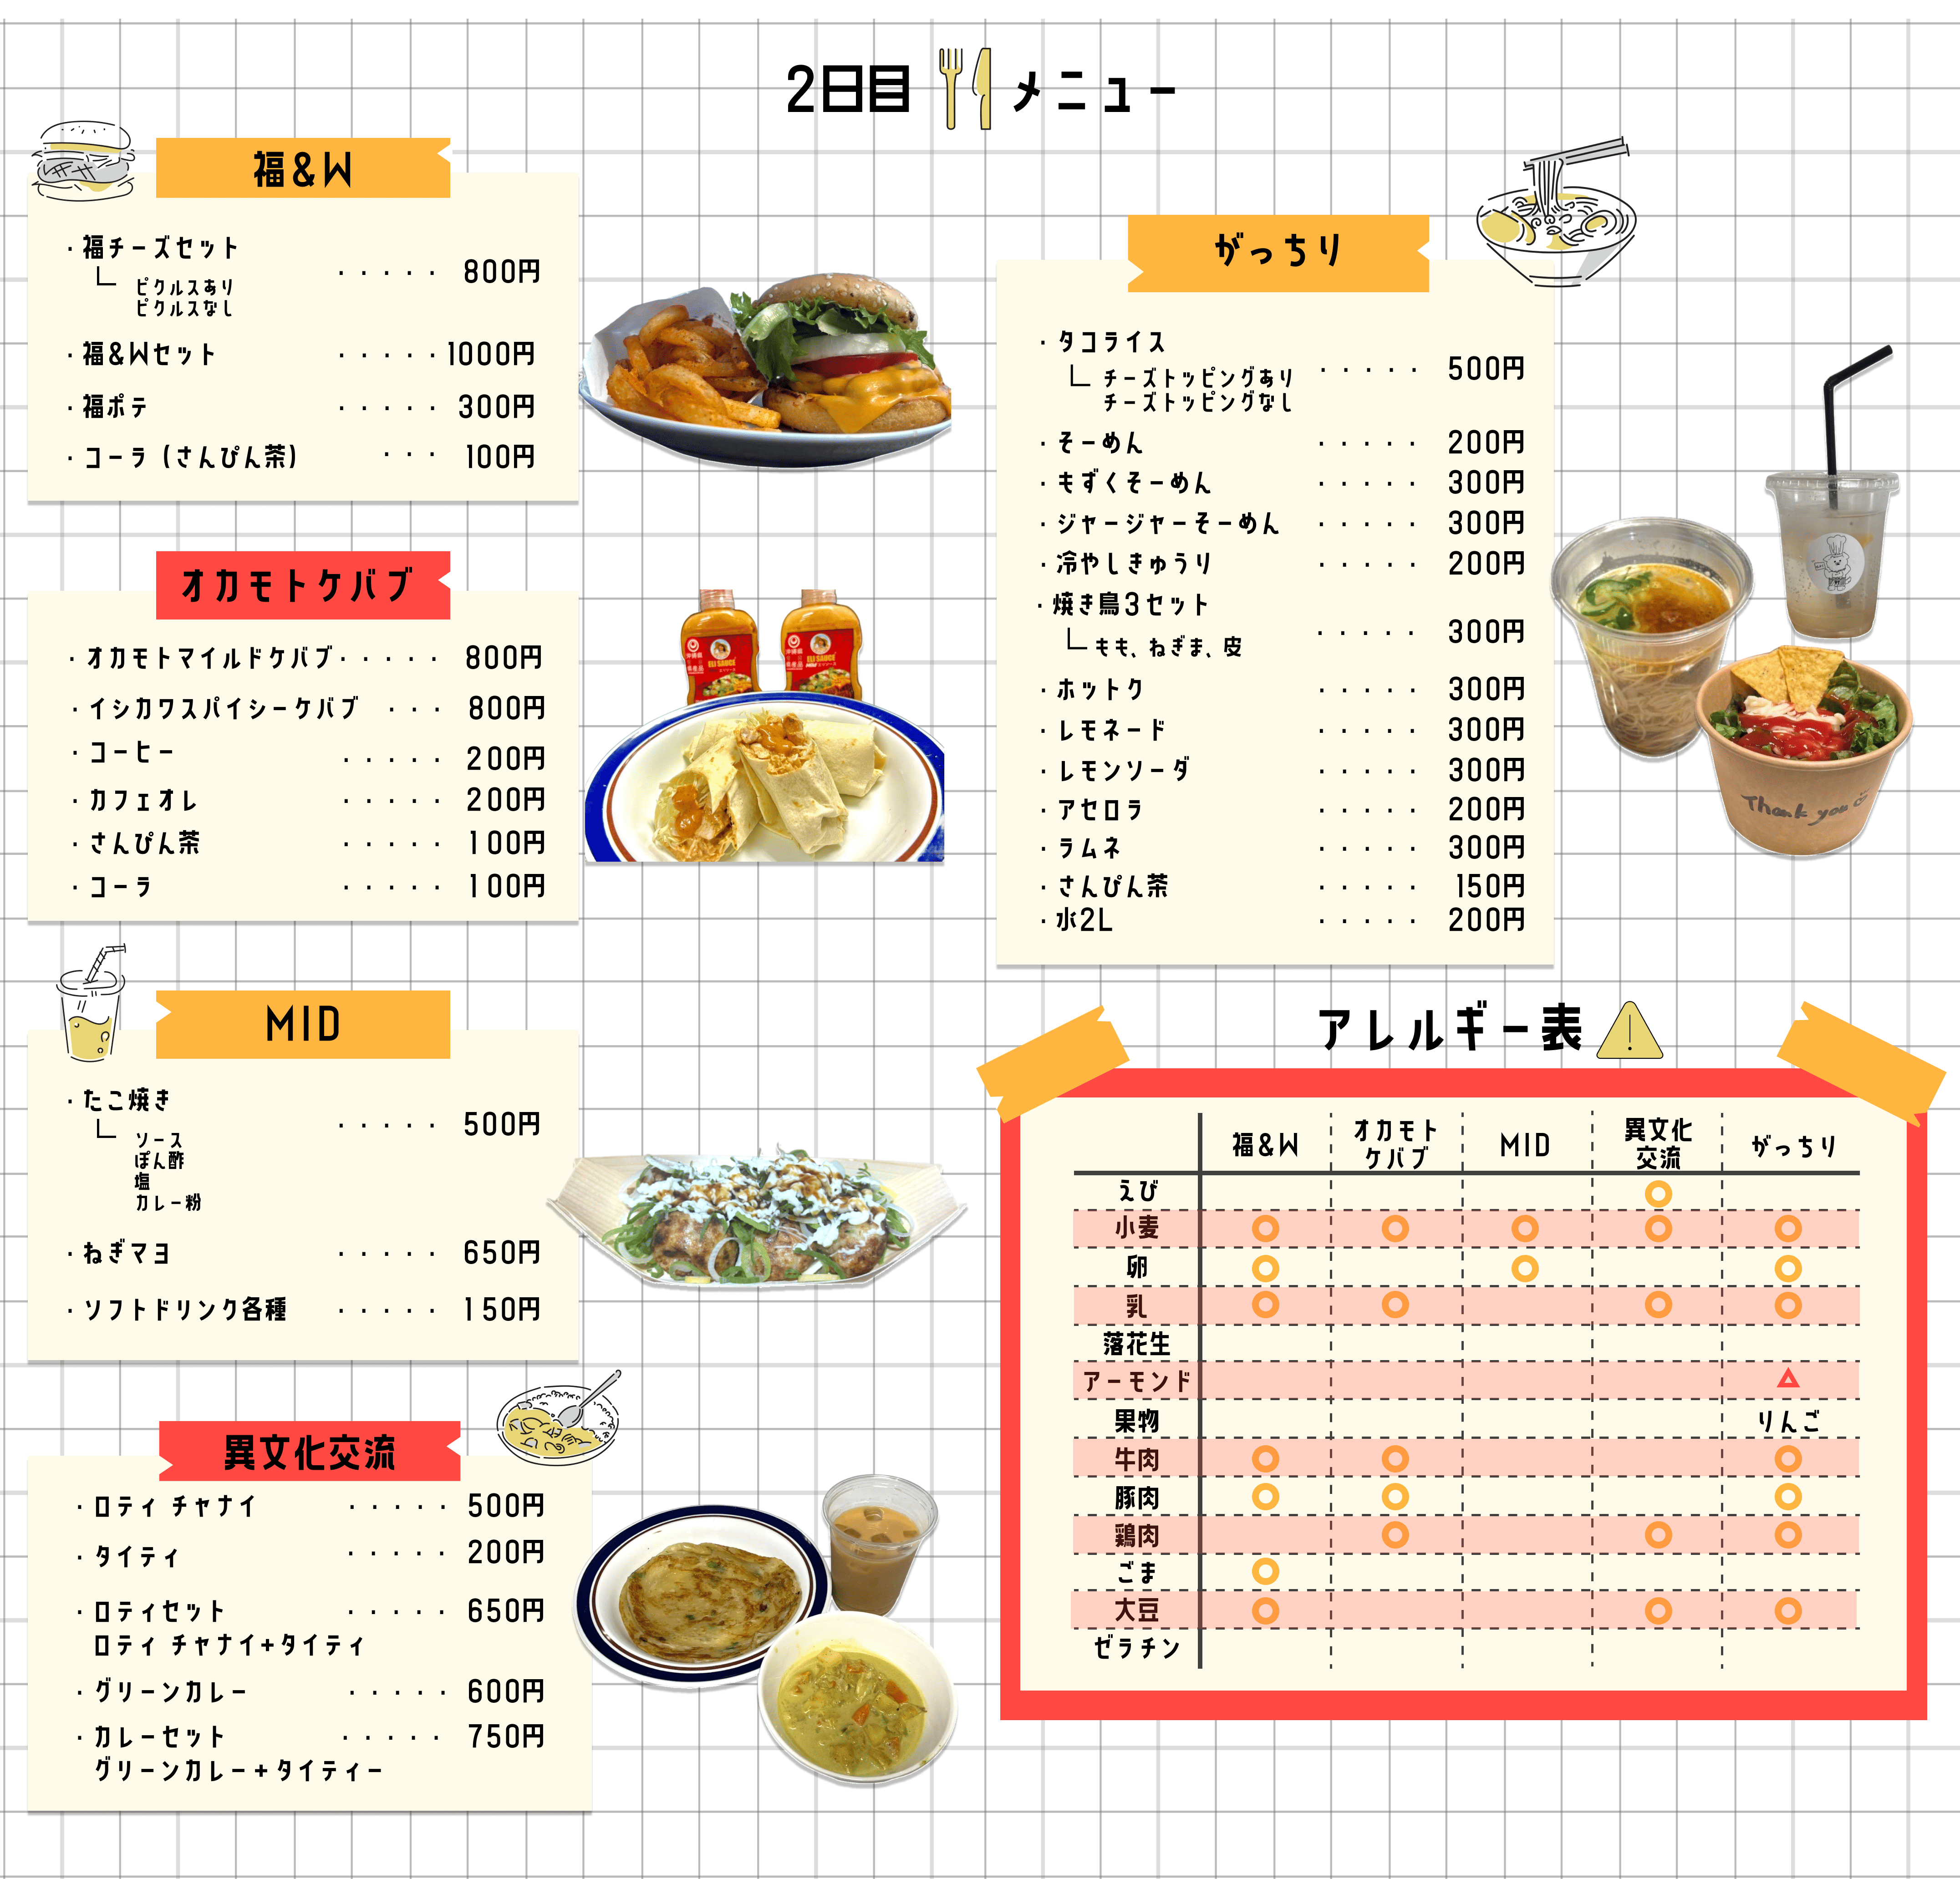 2日目 メニュー
福&W
・福チーズセット ・・・・・ 800円
ピクルスあり
ピクルスなし
・福&Wセット ・・・・・ 1000円
・福ポテ ・・・・・ 300円
・コーラ (さんぴん茶) ・・・ 100円
オカモトケバブ
・オカモトマイルドケバブ ・・・・・ 800円
・イシカワスパイシーケバブ ・・・ 800円
・コーヒー ・・・・・ 200円
・カフェオレ ・・・・・ 200円
・さんぴん茶 ・・・・・ 100円
・コーラ ・・・・・ 100円
ELI SAUCE
ELI SAUCE
MID
・たこ焼き ・・・・・ 500円
ソース
ぽん酢
塩
カレー粉
・ねぎマヨ ・・・・・ 650円
・ソフトドリンク各種 ・・・・・ 150円
異文化交流
・ロティ チャナイ ・・・・・ 500円
・タイティ ・・・・・ 200円
・ロティセット ・・・・・ 650円
ロティ チャナイ+タイティ
・グリーンカレー ・・・・・ 600円
・カレーセット ・・・・・ 750円
グリーンカレー+タイティー
がっちり
・タコライス ・・・・・ 500円
チーズトッピングあり
チーズトッピングなし
・そーめん ・・・・・ 200円
・もずくそーめん ・・・・・ 300円
・ジャージャーそーめん ・・・・・ 300円
・冷やしきゅうり ・・・・・ 200円
・焼き鳥3セット ・・・・・ 300円
もも、ねぎま、皮
・ホットク ・・・・・ 300円
・レモネード ・・・・・ 300円
・レモンソーダ ・・・・・ 300円
・アセロラ ・・・・・ 200円
・ラムネ ・・・・・ 300円
・さんぴん茶 ・・・・・ 150円
・水2L ・・・・・ 200円
Thank you
アレルギー表
福&W オカモトケバブ MID 異文化交流 がっちり
えび ○
小麦 ○ ○ ○ ○ ○
卵 ○ ○ ○
乳 ○ ○ ○ ○
落花生
アーモンド △
果物 りんご
牛肉 ○ ○ ○
豚肉 ○ ○ ○
鶏肉 ○ ○ ○
ごま ○
大豆 ○ ○ ○
ゼラチン